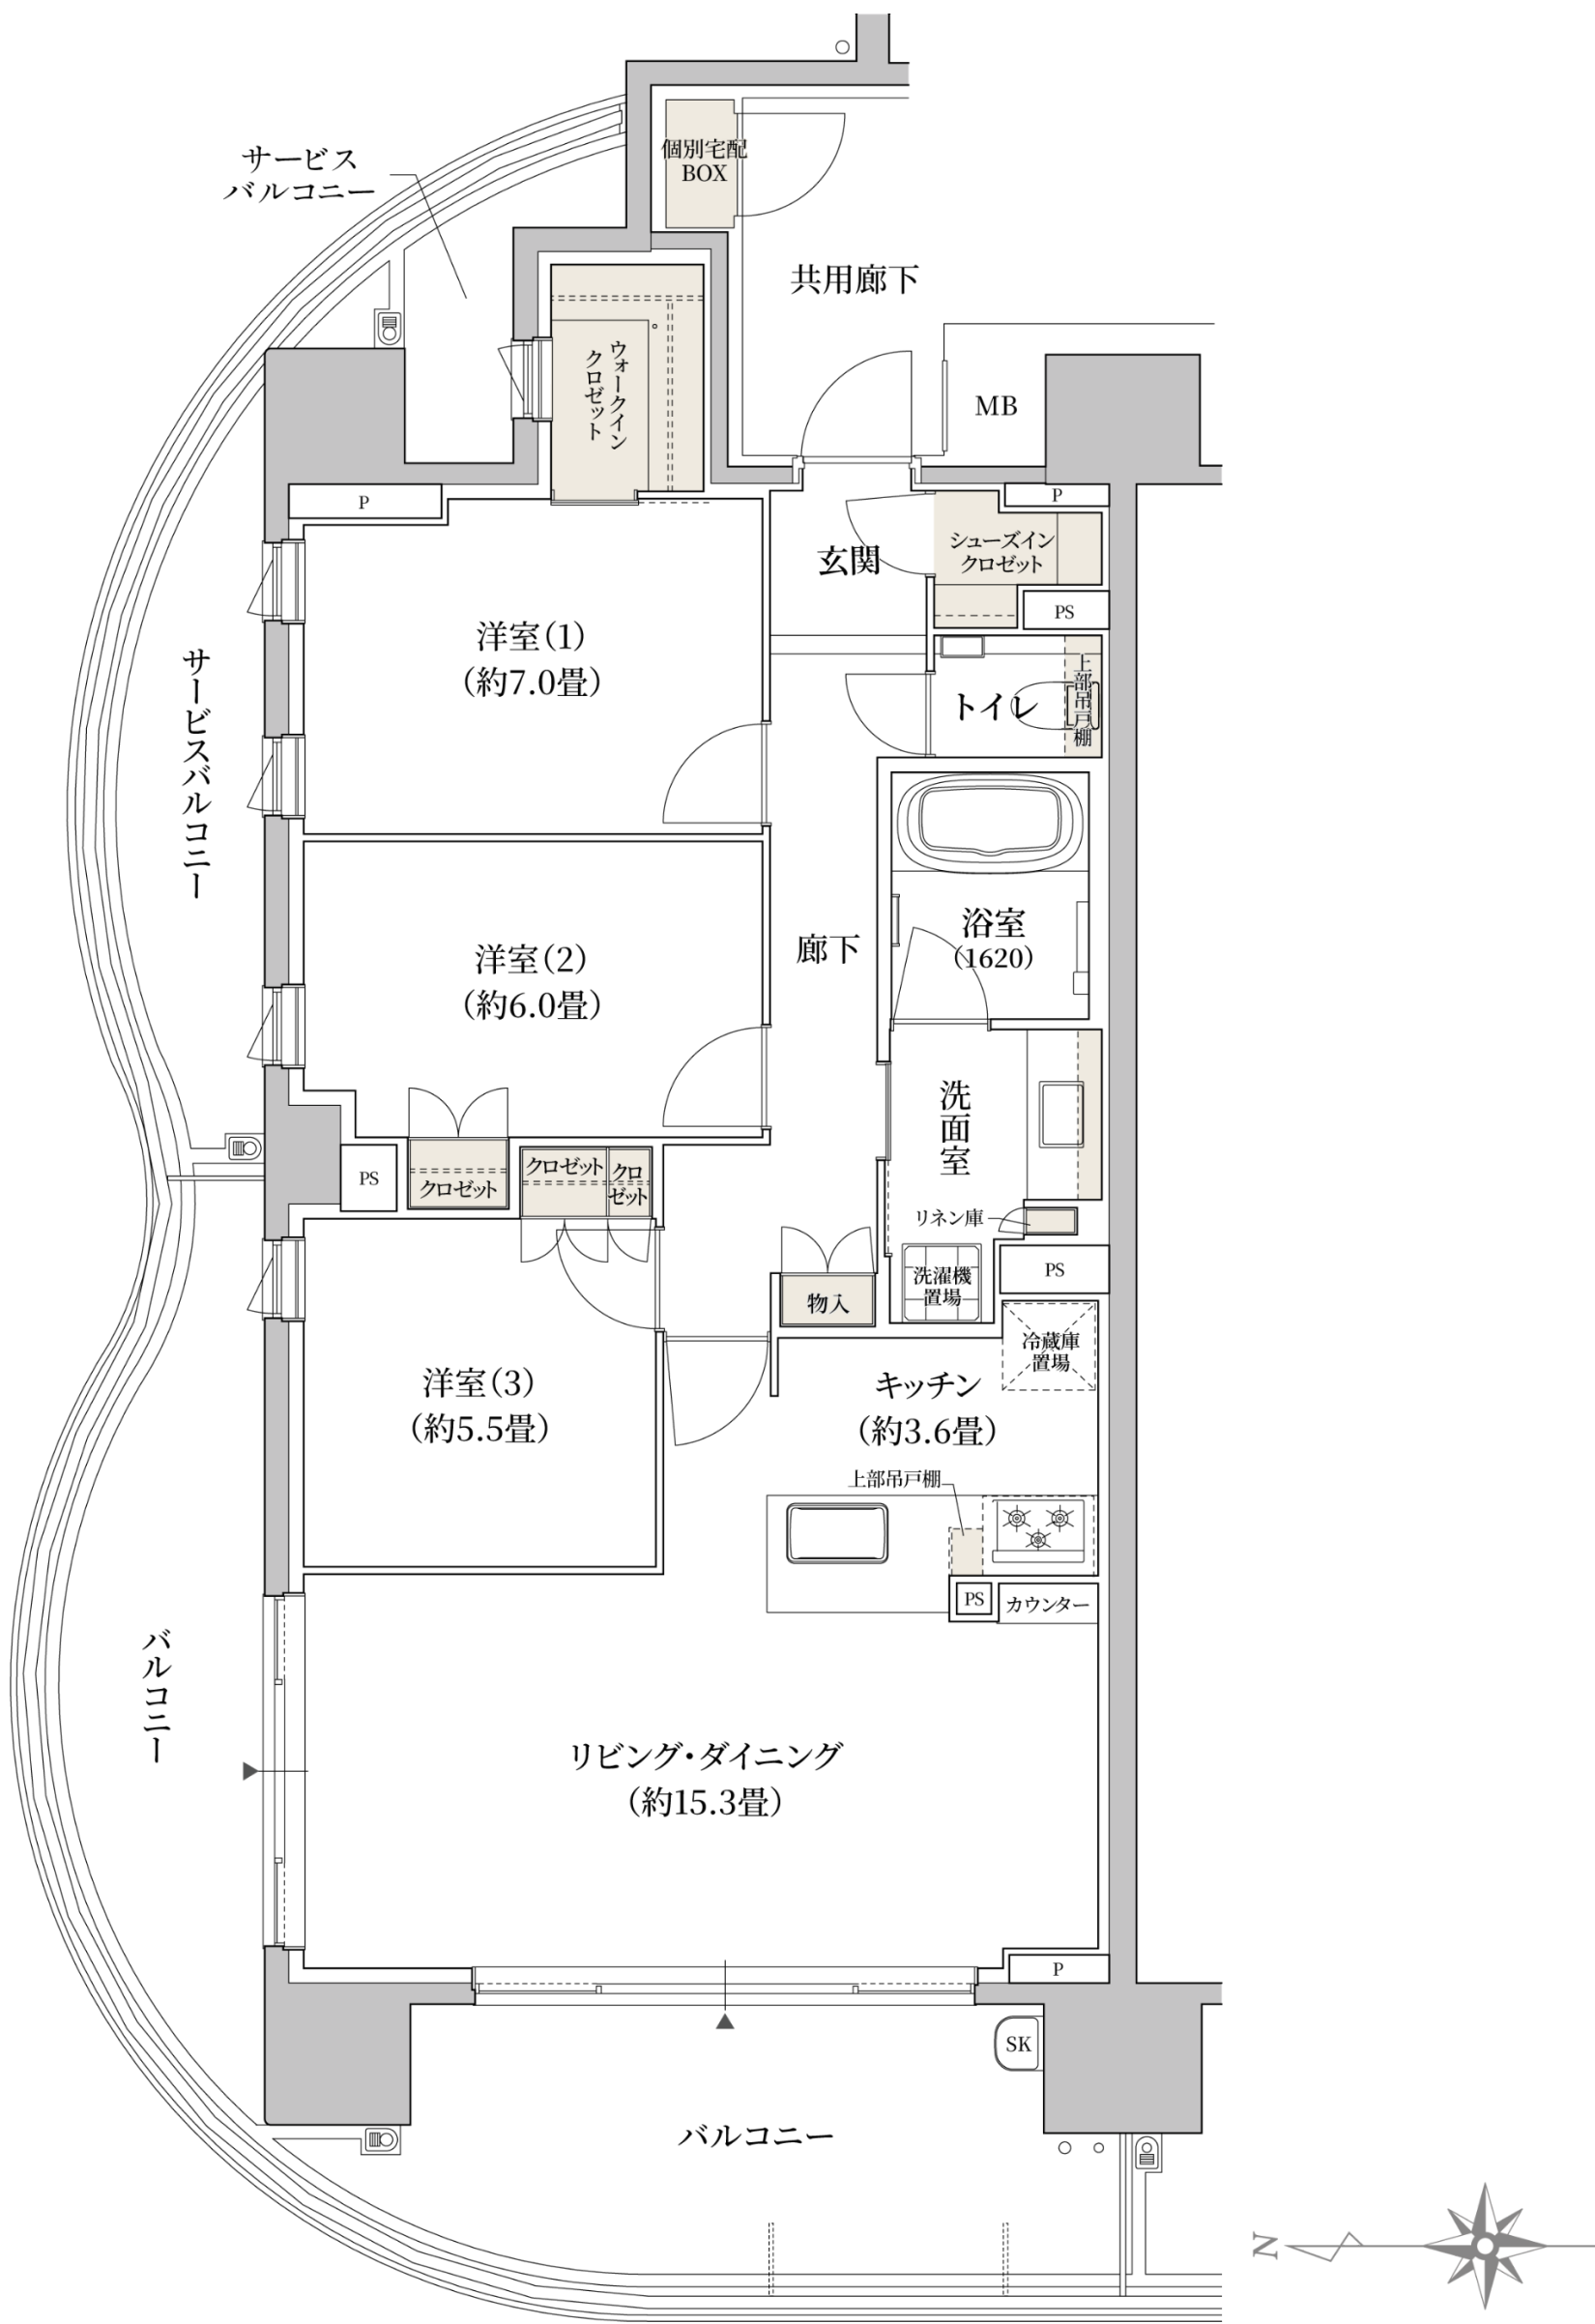 サービス
バルコニー
個別宅配
BOX
共用廊下
ウォークイン
クロゼット
MB
P
P
玄関
シューズイン
クロゼット
PS
洋室(1)
(約7.0畳)
トイレ
上部吊戸棚
サービスバルコニー
浴室
(1620)
廊下
洋室(2)
(約6.0畳)
洗面室
PS
クロゼット
クロゼット
クロ
ゼット
リネン庫
PS
洗濯機
置場
物入
冷蔵庫
置場
洋室(3)
(約5.5畳)
キッチン
(約3.6畳)
上部吊戸棚
PS
カウンター
バルコニー
リビング・ダイニング
(約15.3畳)
P
SK
バルコニー
N